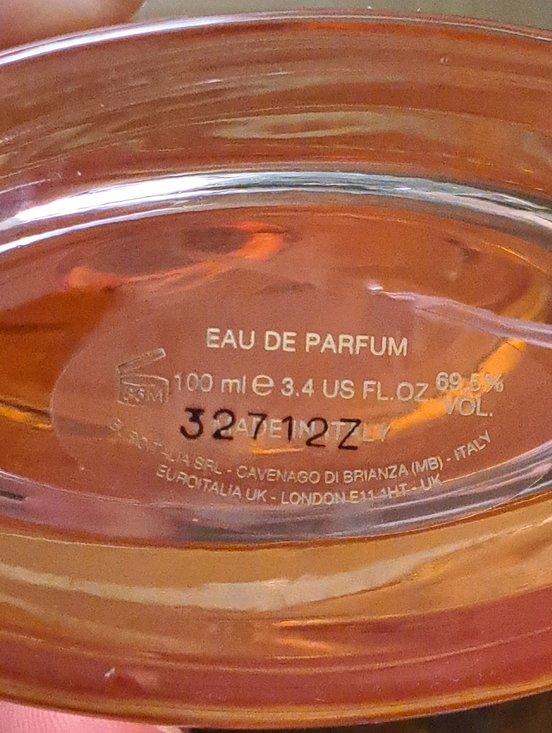 EAU DE PARFUM
36M 100 ml e 3.4 US FL.OZ. 69.5% VOL.
32712Z
MADE IN ITALY
EUROITALIA SRL - CAVENAGO DI BRIANZA (MB) - ITALY
EUROITALIA UK - LONDON E11 1HT - UK